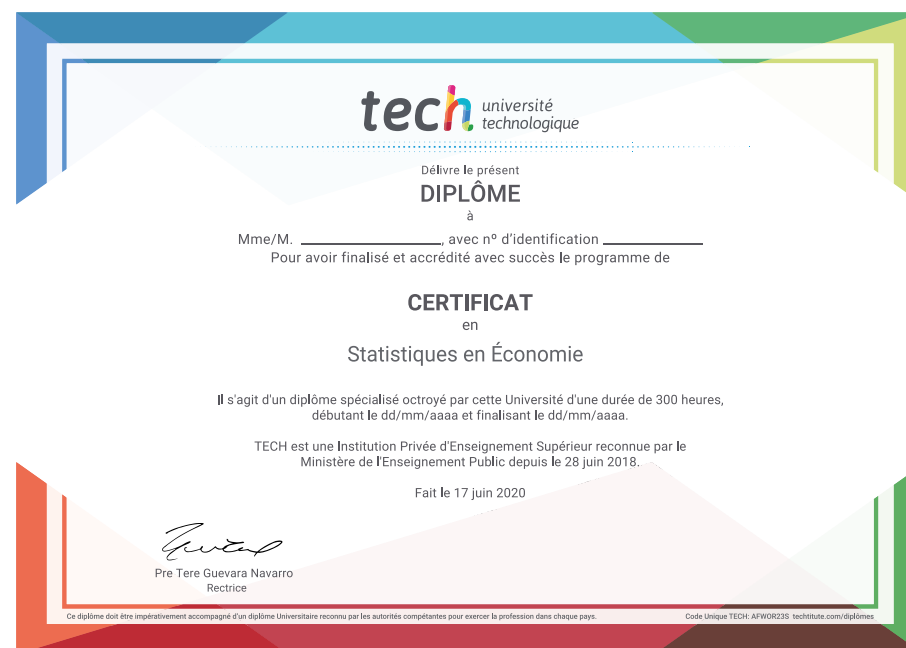 tech université
technologique
Délivre le présent
DIPLÔME
à
Mme/M. ____________________, avec nº d'identification ______________
Pour avoir finalisé et accrédité avec succès le programme de
CERTIFICAT
en
Statistiques en Économie
Il s'agit d'un diplôme spécialisé octroyé par cette Université d'une durée de 300 heures,
débutant le dd/mm/aaaa et finalisant le dd/mm/aaaa.
TECH est une Institution Privée d'Enseignement Supérieur reconnue par le
Ministère de l'Enseignement Public depuis le 28 juin 2018.
Fait le 17 juin 2020
Pre Tere Guevara Navarro
Rectrice
Ce diplôme doit être impérativement accompagné d'un diplôme Universitaire reconnu par les autorités compétantes pour exercer la profession dans chaque pays.
Code Unique TECH: AFWOR23S techtitute.com/diplômes